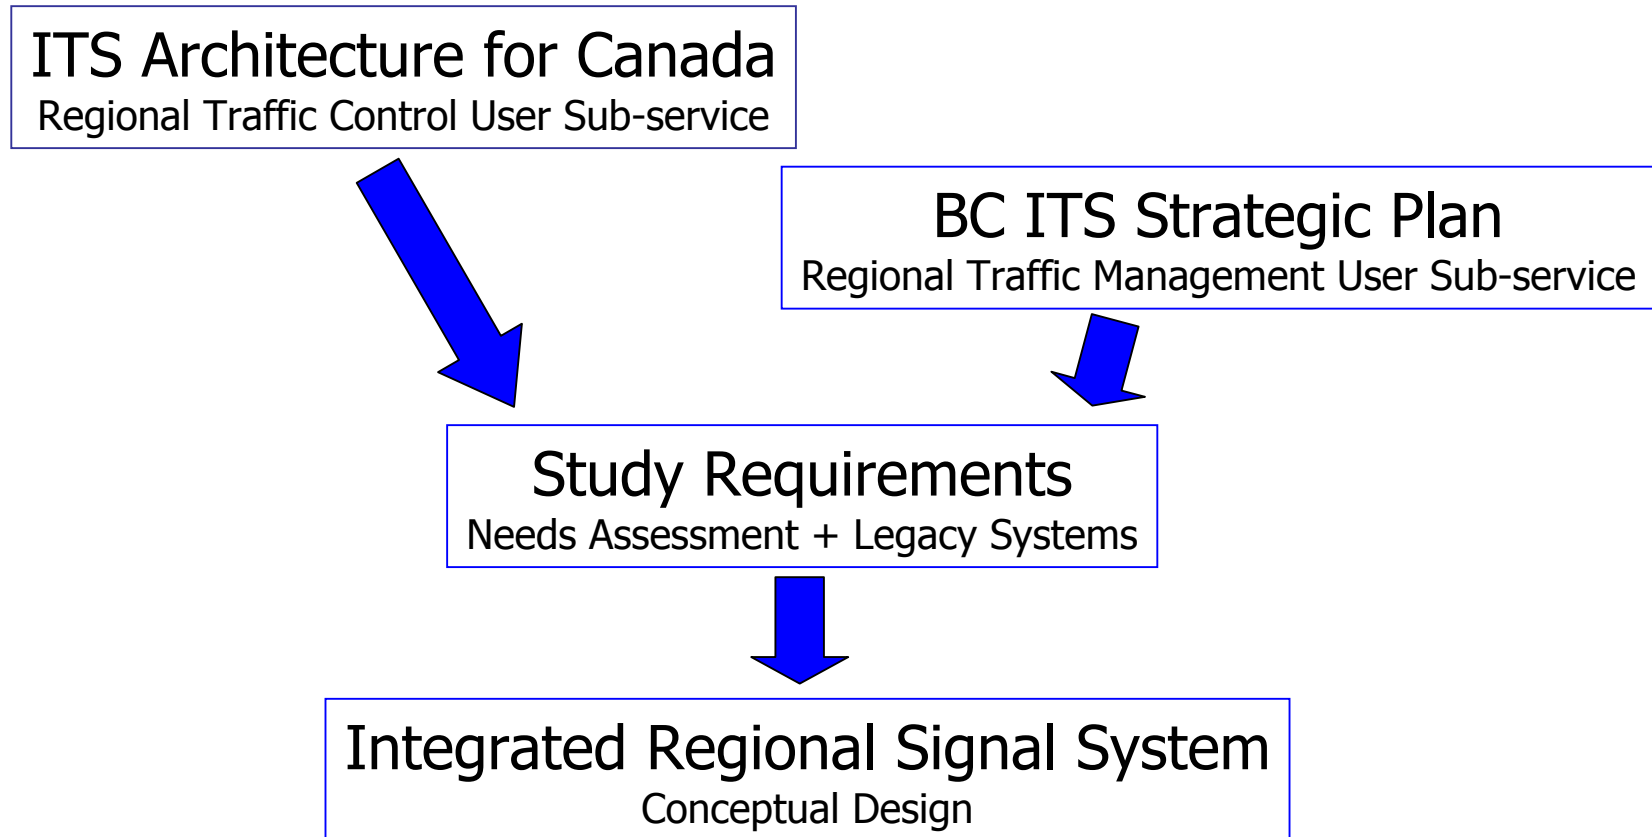 ITS Architecture for Canada
Regional Traffic Control User Sub-service
BC ITS Strategic Plan
Regional Traffic Management User Sub-service
Study Requirements
Needs Assessment + Legacy Systems
Integrated Regional Signal System
Conceptual Design